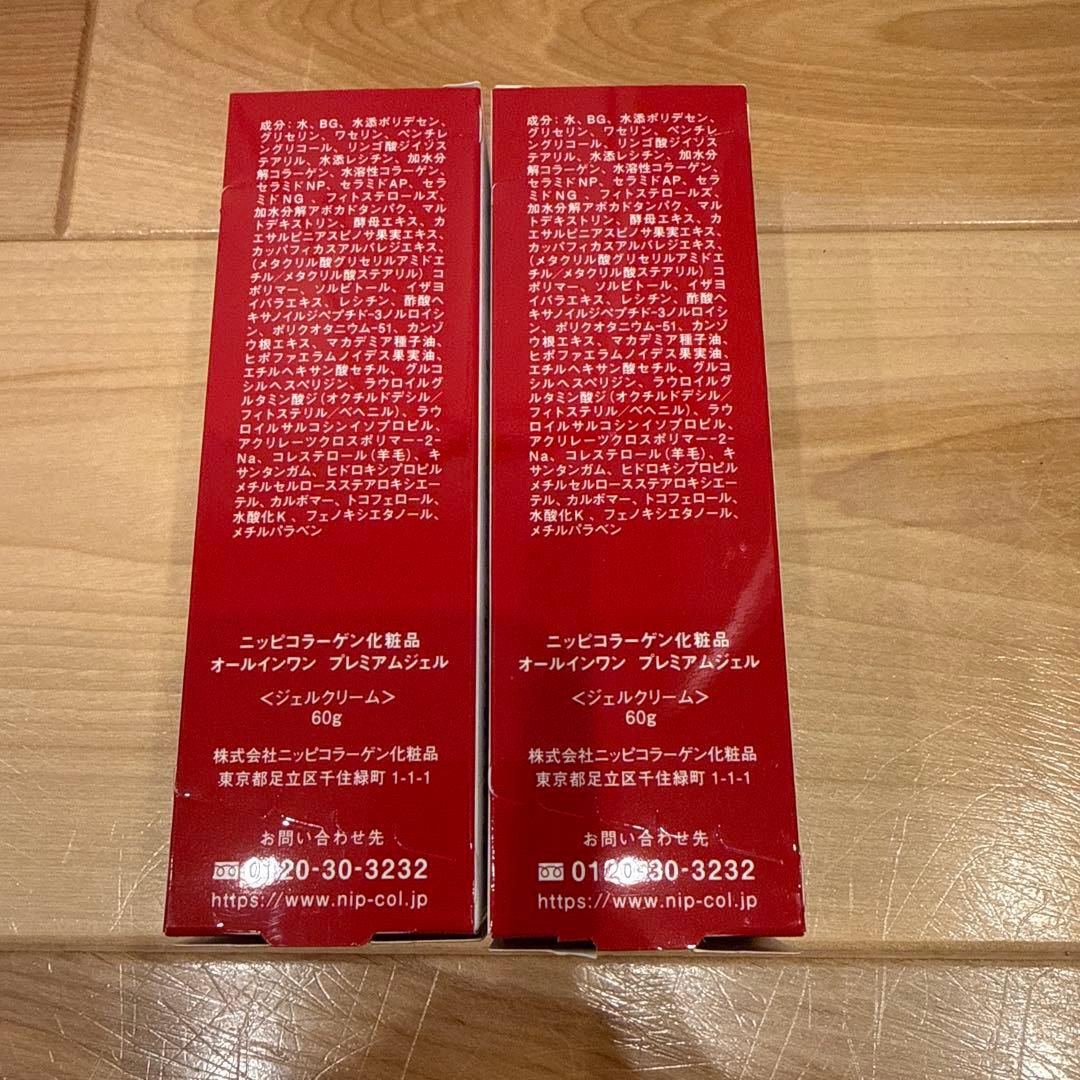 成分：水、BG、水添ポリデセン、
グリセリン、ワセリン、ペンチレ
ングリコール、リンゴ酸ジイソス
テアリル、水添レシチン、加水分
解コラーゲン、水溶性コラーゲン、
セラミドNP、セラミドAP、セラ
ミドNG、フィトステロールズ、
加水分解アボカドタンパク、マル
トデキストリン、酵母エキス、カ
エサルピニアスピノサ果実エキス、
カッパフィカスアルバレジエキス、
(メタクリル酸グリセリルアミドエ
チル／メタクリル酸ステアリル)コ
ポリマー、ソルビトール、イザヨ
イバラエキス、レシチン、酢酸ヘ
キサノイルジペプチド-3ノルロイシ
ン、ポリクオタニウム-51、カンゾ
ウ根エキス、マカデミア種子油、
ヒポファエラムノイデス果実油、
エチルヘキサン酸セチル、グルコ
シルヘスペリジン、ラウロイルグ
ルタミン酸ジ(オクチルドデシル／
フィトステリル／ベヘニル)、ラウ
ロイルサルコシンイソプロピル、
アクリレーツクロスポリマー-2-
Na、コレステロール(羊毛)、キ
サンタンガム、ヒドロキシプロピル
メチルセルロースステアロキシエー
テル、カルボマー、トコフェロール、
水酸化K、フェノキシエタノール、
メチルパラベン
ニッピコラーゲン化粧品
オールインワン プレミアムジェル
＜ジェルクリーム＞
60g
株式会社ニッピコラーゲン化粧品
東京都足立区千住緑町 1-1-1
お問い合わせ先
0120-30-3232
https://www.nip-col.jp
成分：水、BG、水添ポリデセン、
グリセリン、ワセリン、ペンチレ
ングリコール、リンゴ酸ジイソス
テアリル、水添レシチン、加水分
解コラーゲン、水溶性コラーゲン、
セラミドNP、セラミドAP、セラ
ミドNG、フィトステロールズ、
加水分解アボカドタンパク、マル
トデキストリン、酵母エキス、カ
エサルピニアスピノサ果実エキス、
カッパフィカスアルバレジエキス、
(メタクリル酸グリセリルアミドエ
チル／メタクリル酸ステアリル)コ
ポリマー、ソルビトール、イザヨ
イバラエキス、レシチン、酢酸ヘ
キサノイルジペプチド-3ノルロイシ
ン、ポリクオタニウム-51、カンゾ
ウ根エキス、マカデミア種子油、
ヒポファエラムノイデス果実油、
エチルヘキサン酸セチル、グルコ
シルヘスペリジン、ラウロイルグ
ルタミン酸ジ(オクチルドデシル／
フィトステリル／ベヘニル)、ラウ
ロイルサルコシンイソプロピル、
アクリレーツクロスポリマー-2-
Na、コレステロール(羊毛)、キ
サンタンガム、ヒドロキシプロピル
メチルセルロースステアロキシエー
テル、カルボマー、トコフェロール、
水酸化K、フェノキシエタノール、
メチルパラベン
ニッピコラーゲン化粧品
オールインワン プレミアムジェル
＜ジェルクリーム＞
60g
株式会社ニッピコラーゲン化粧品
東京都足立区千住緑町 1-1-1
お問い合わせ先
0120-30-3232
https://www.nip-col.jp